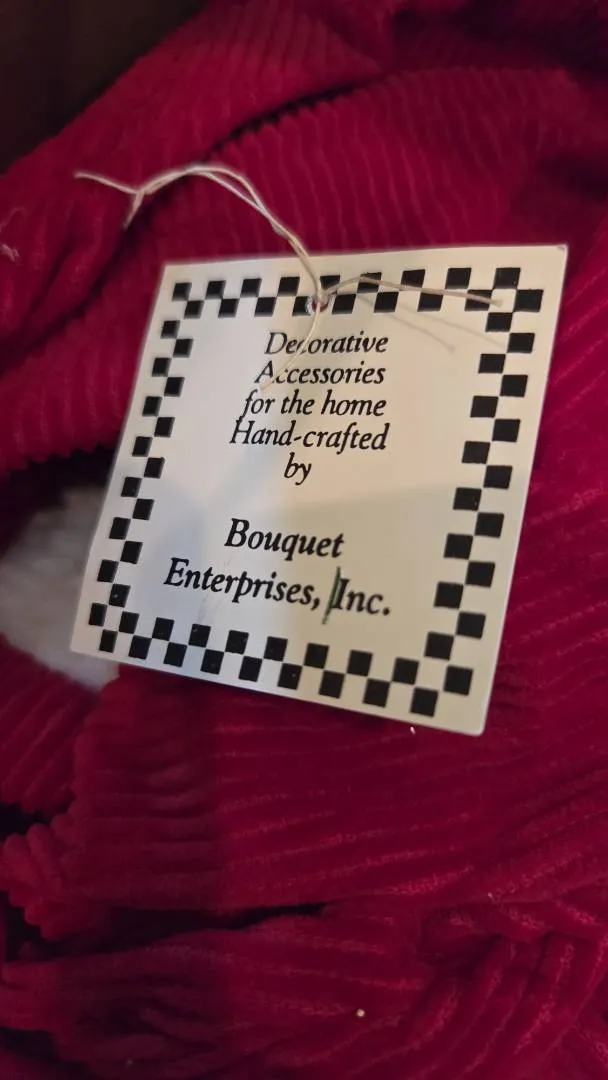 Decorative
Accessories
for the home
Hand-crafted
by
Bouquet
Enterprises, Inc.